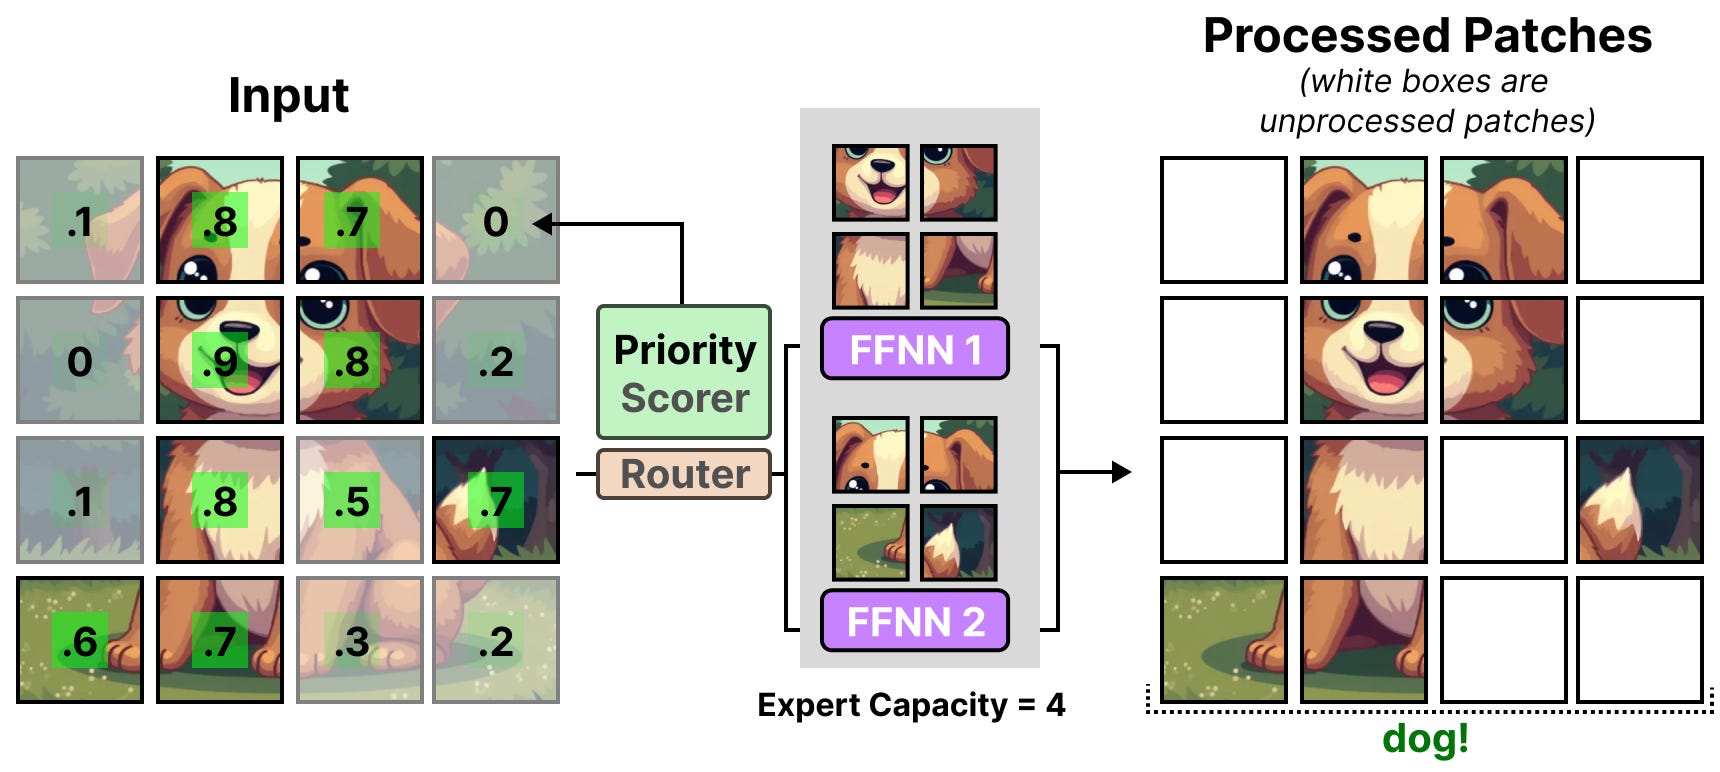 Processed Patches
(white boxes are
unprocessed patches)
Input
.1 .8 .7 0
0 .9 .8 .2
.1 .8 .5 .7
.6 .7 .3 .2
Priority
Scorer
Router
FFNN 1
FFNN 2
Expert Capacity = 4
dog!